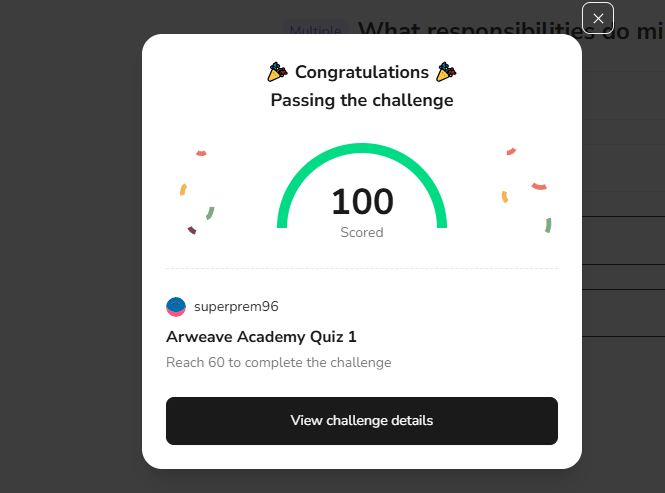 Multiple What responsibilities do mi
🎉 Congratulations 🎉
Passing the challenge
100
Scored
superprem96
Arweave Academy Quiz 1
Reach 60 to complete the challenge
View challenge details